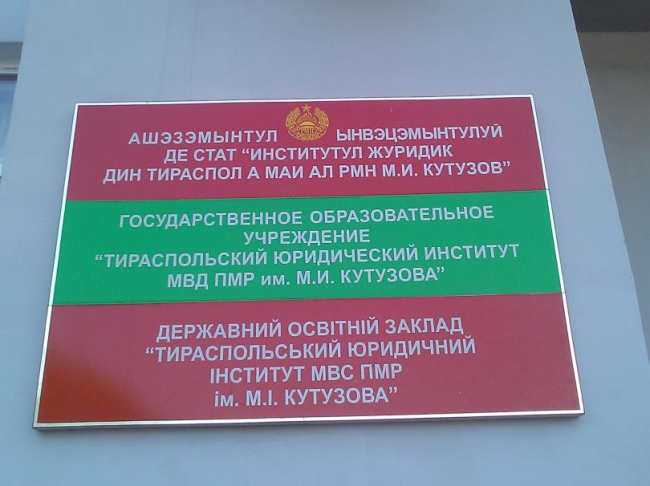 АШЭЗЭМЫНТУЛ ЫНВЭЦЭМЫНТУЛУЙ
ДЕ СТАТ “ИНСТИТУТУЛ ЖУРИДИК
ДИН ТИРАСПОЛ А МАИ АЛ РМН М.И. КУТУЗОВ”
ГОСУДАРСТВЕННОЕ ОБРАЗОВАТЕЛЬНОЕ
УЧРЕЖДЕНИЕ
“ТИРАСПОЛЬСКИЙ ЮРИДИЧЕСКИЙ ИНСТИТУТ
МВД ПМР им. М.И. КУТУЗОВА”
ДЕРЖАВНИЙ ОСВІТНІЙ ЗАКЛАД
“ТИРАСПОЛЬСЬКИЙ ЮРИДИЧНИЙ
ІНСТИТУТ МВС ПМР
ім. М.І. КУТУЗОВА”